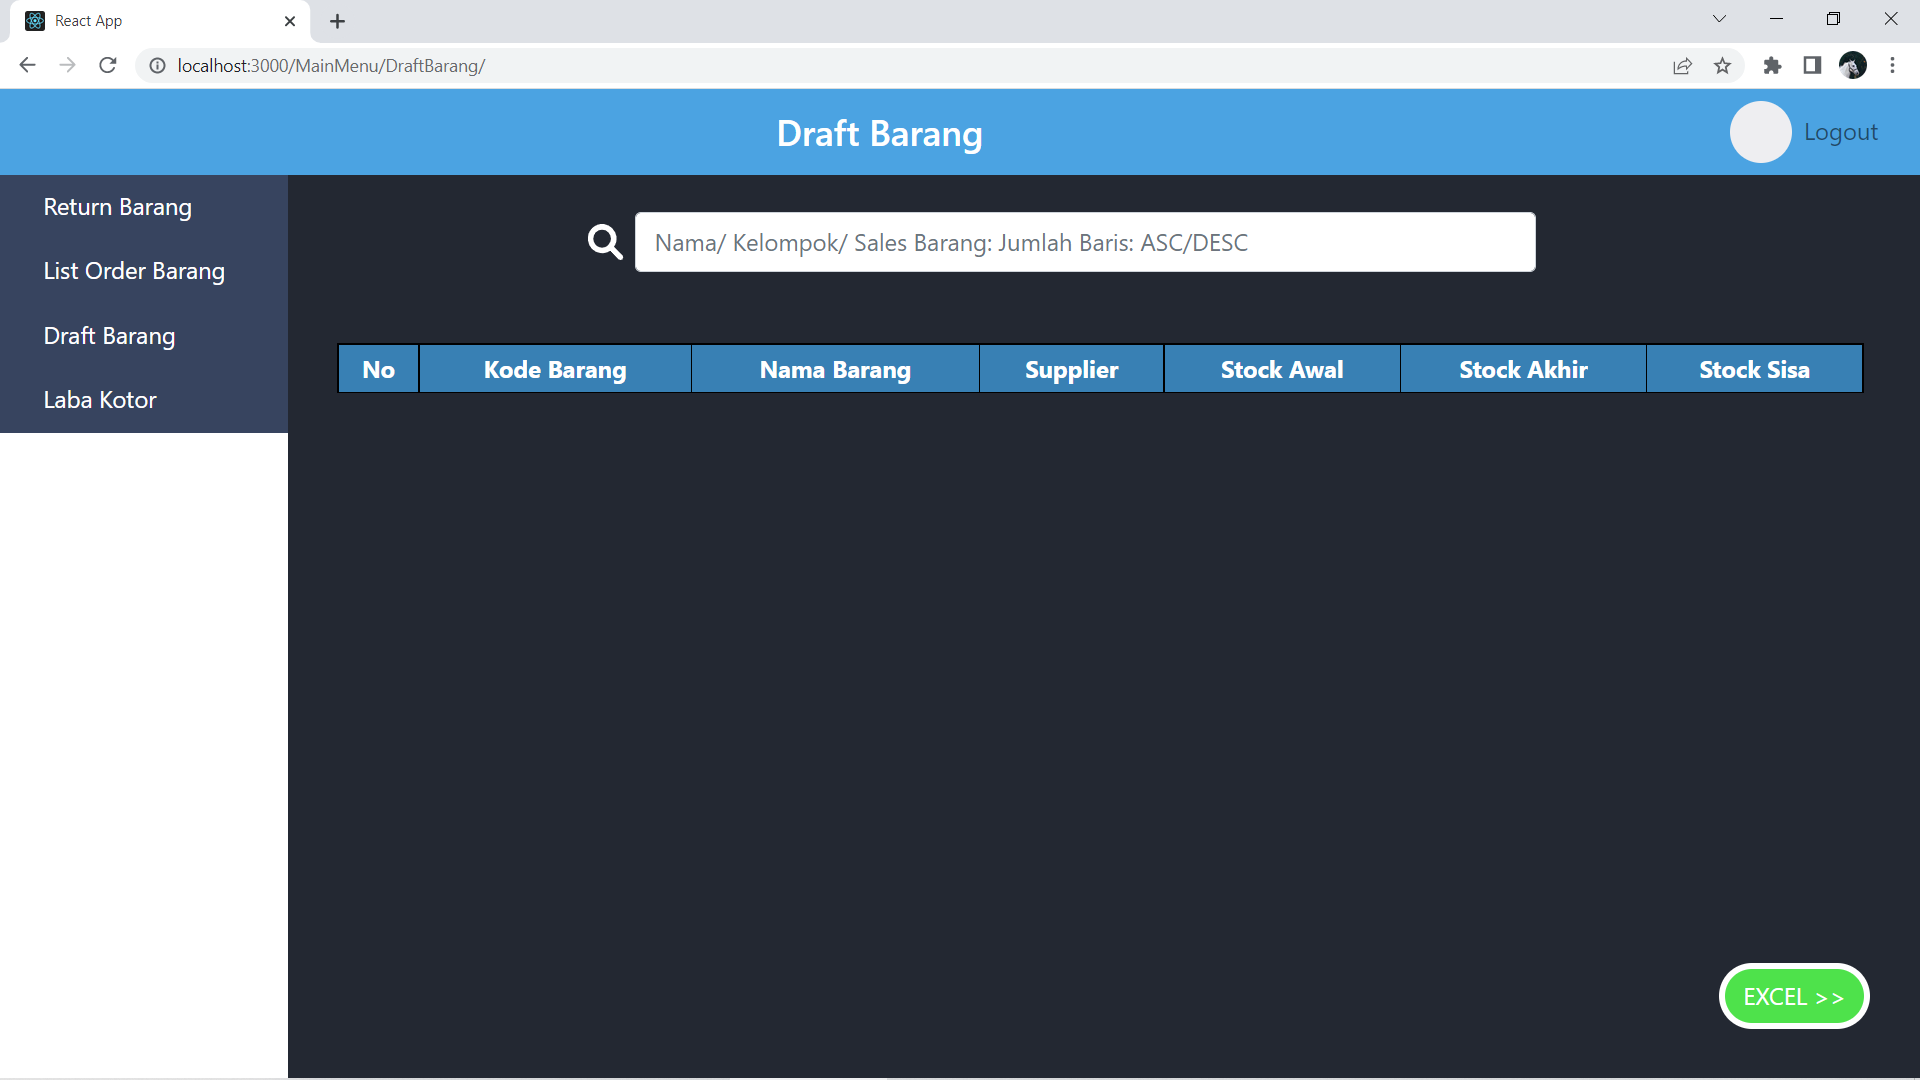 React App
localhost:3000/MainMenu/DraftBarang/
Draft Barang
Logout
Return Barang
List Order Barang
Draft Barang
Laba Kotor
Nama/ Kelompok/ Sales Barang: Jumlah Baris: ASC/DESC
No Kode Barang Nama Barang Supplier Stock Awal Stock Akhir Stock Sisa
EXCEL >>